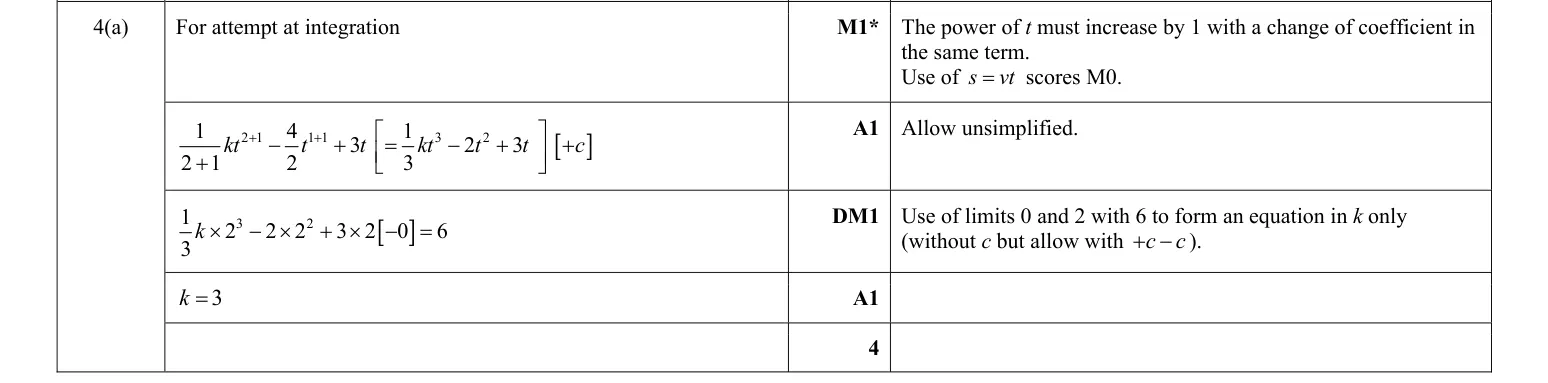 4(a) For attempt at integration M1* The power of t must increase by 1 with a change of coefficient in
the same term.
Use of s = vt scores M0.
\frac{1}{2+1}kt^{2+1} - \frac{4}{2}t^{1+1} + 3t [= \frac{1}{3}kt^3 - 2t^2 + 3t] [+c] A1 Allow unsimplified.
\frac{1}{3}k × 2^3 - 2 × 2^2 + 3 × 2[-0] = 6 DM1 Use of limits 0 and 2 with 6 to form an equation in k only
(without c but allow with +c − c).
k = 3 A1
4